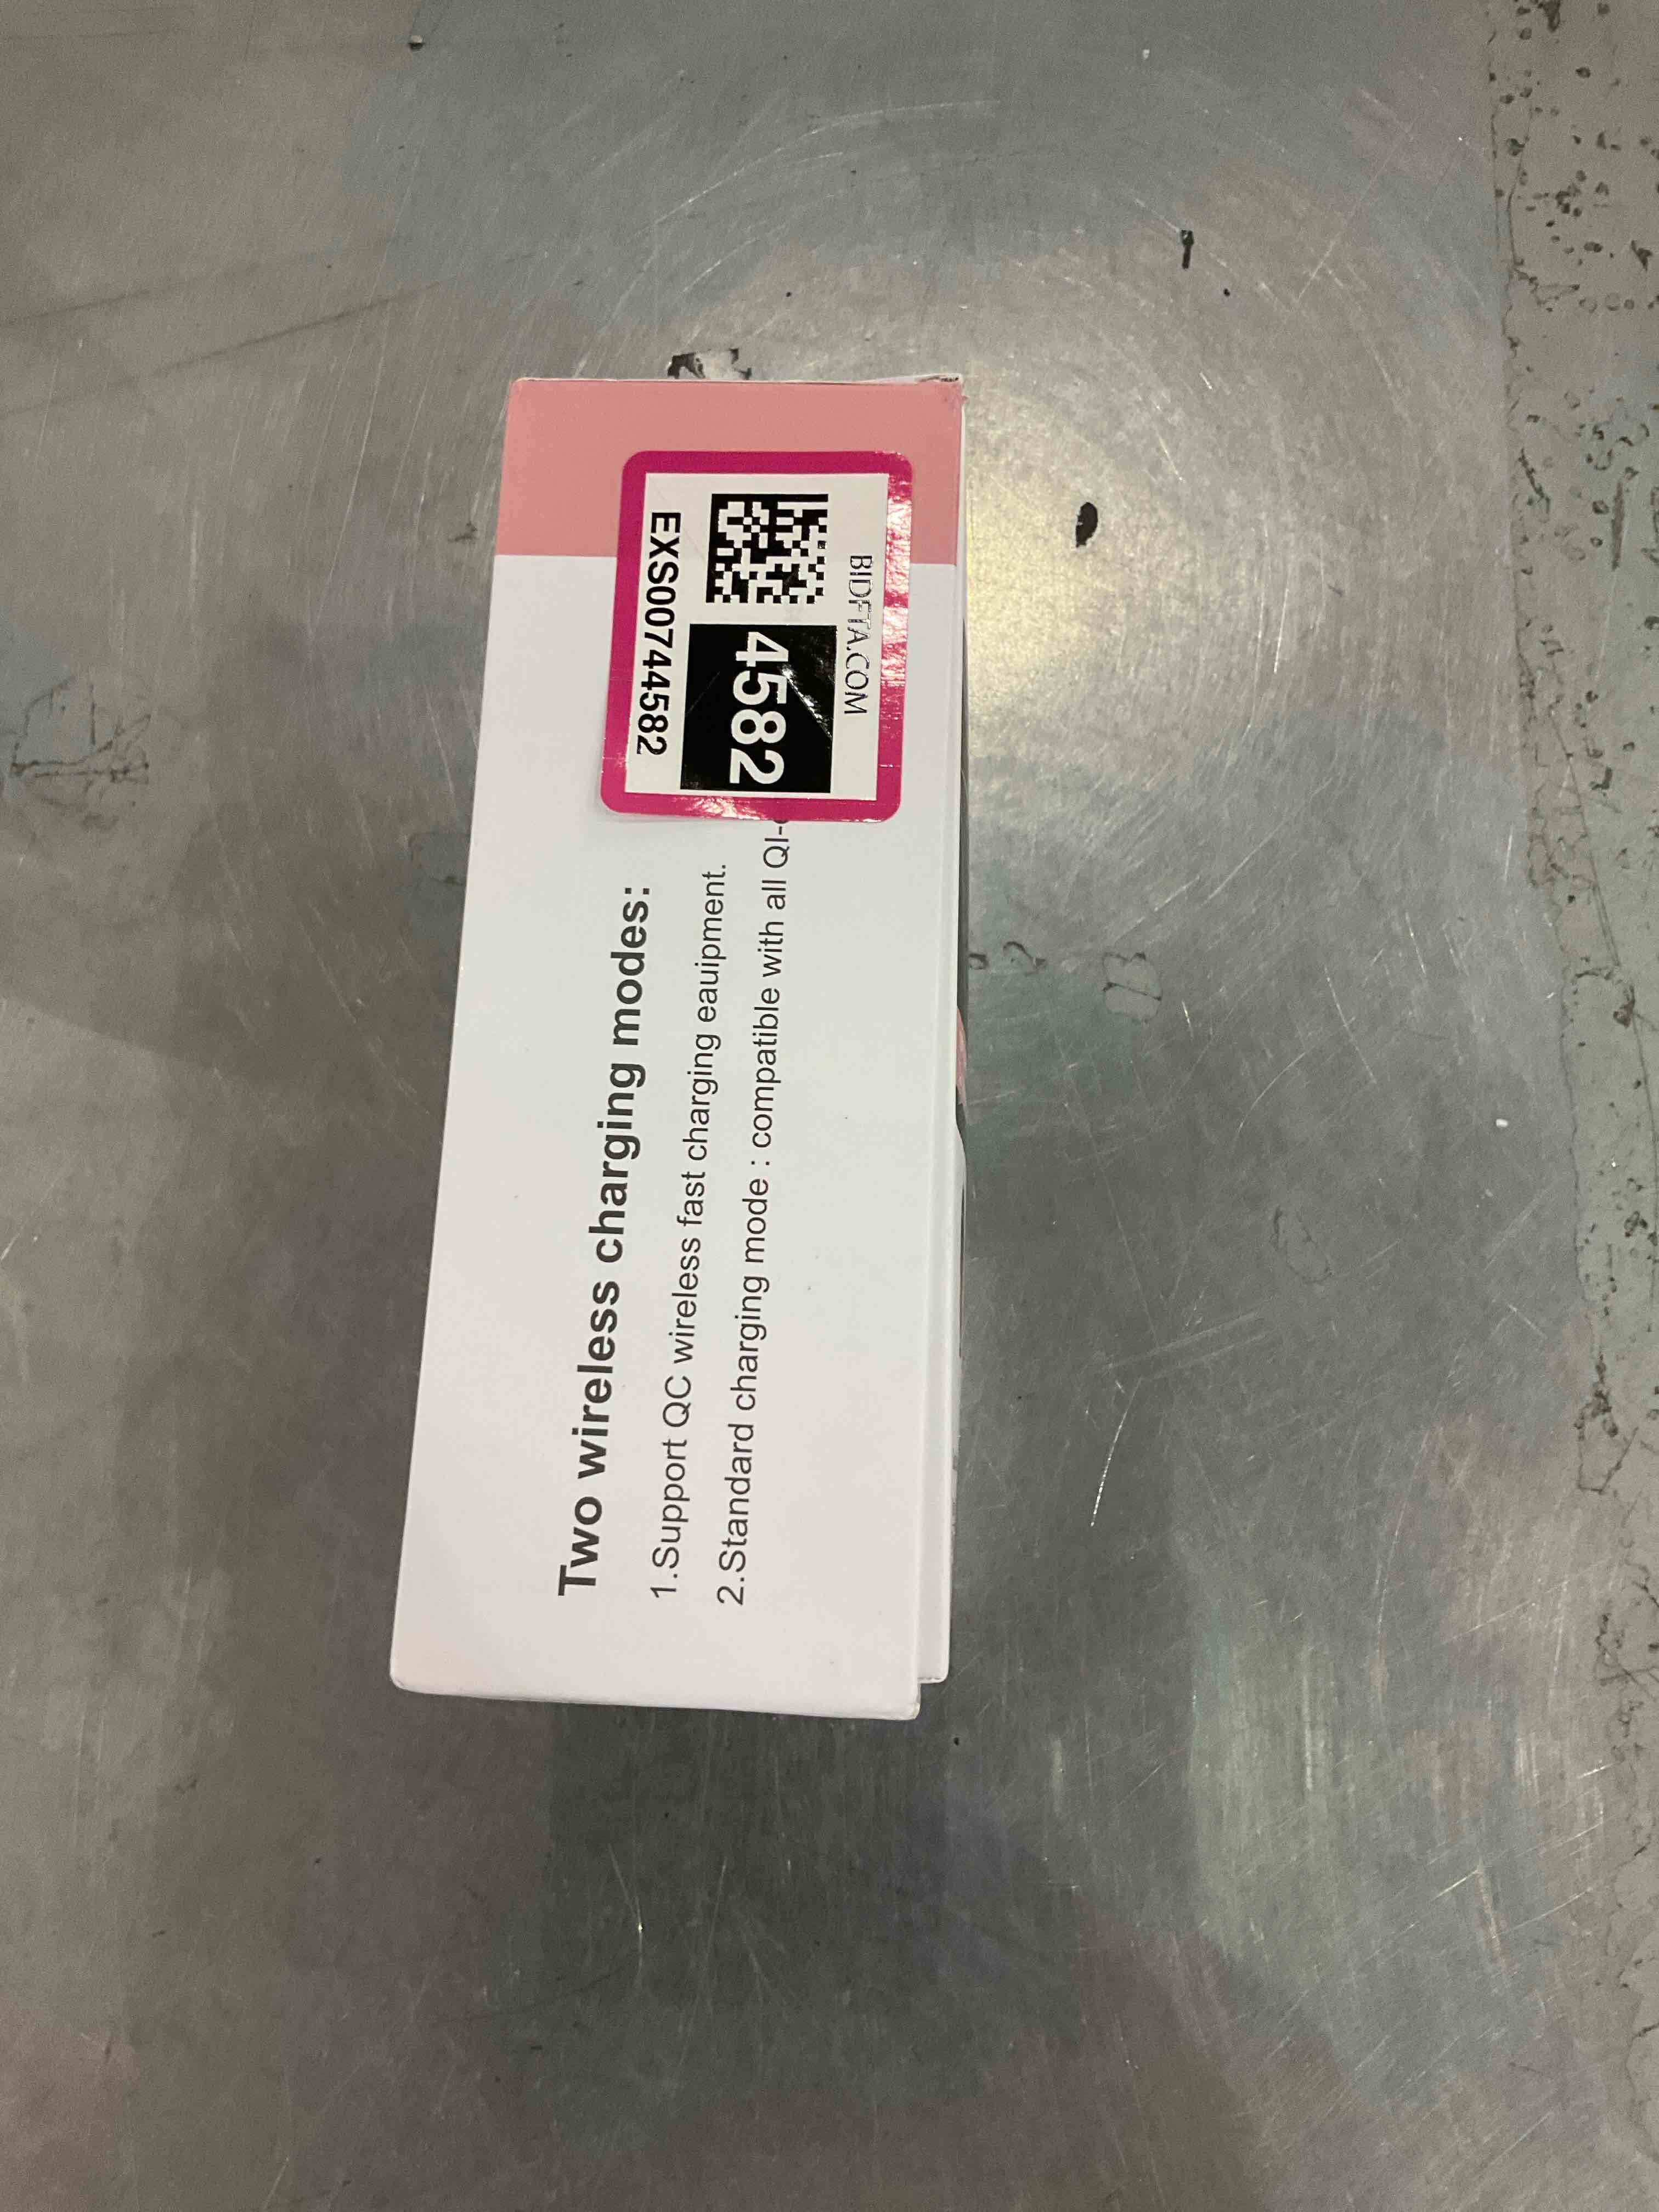 BIDFTA.COM
4582
EXS00744582
Two wireless charging modes:
1.Support QC wireless fast charging eauipment.
2.Standard charging mode : compatible with all QI-